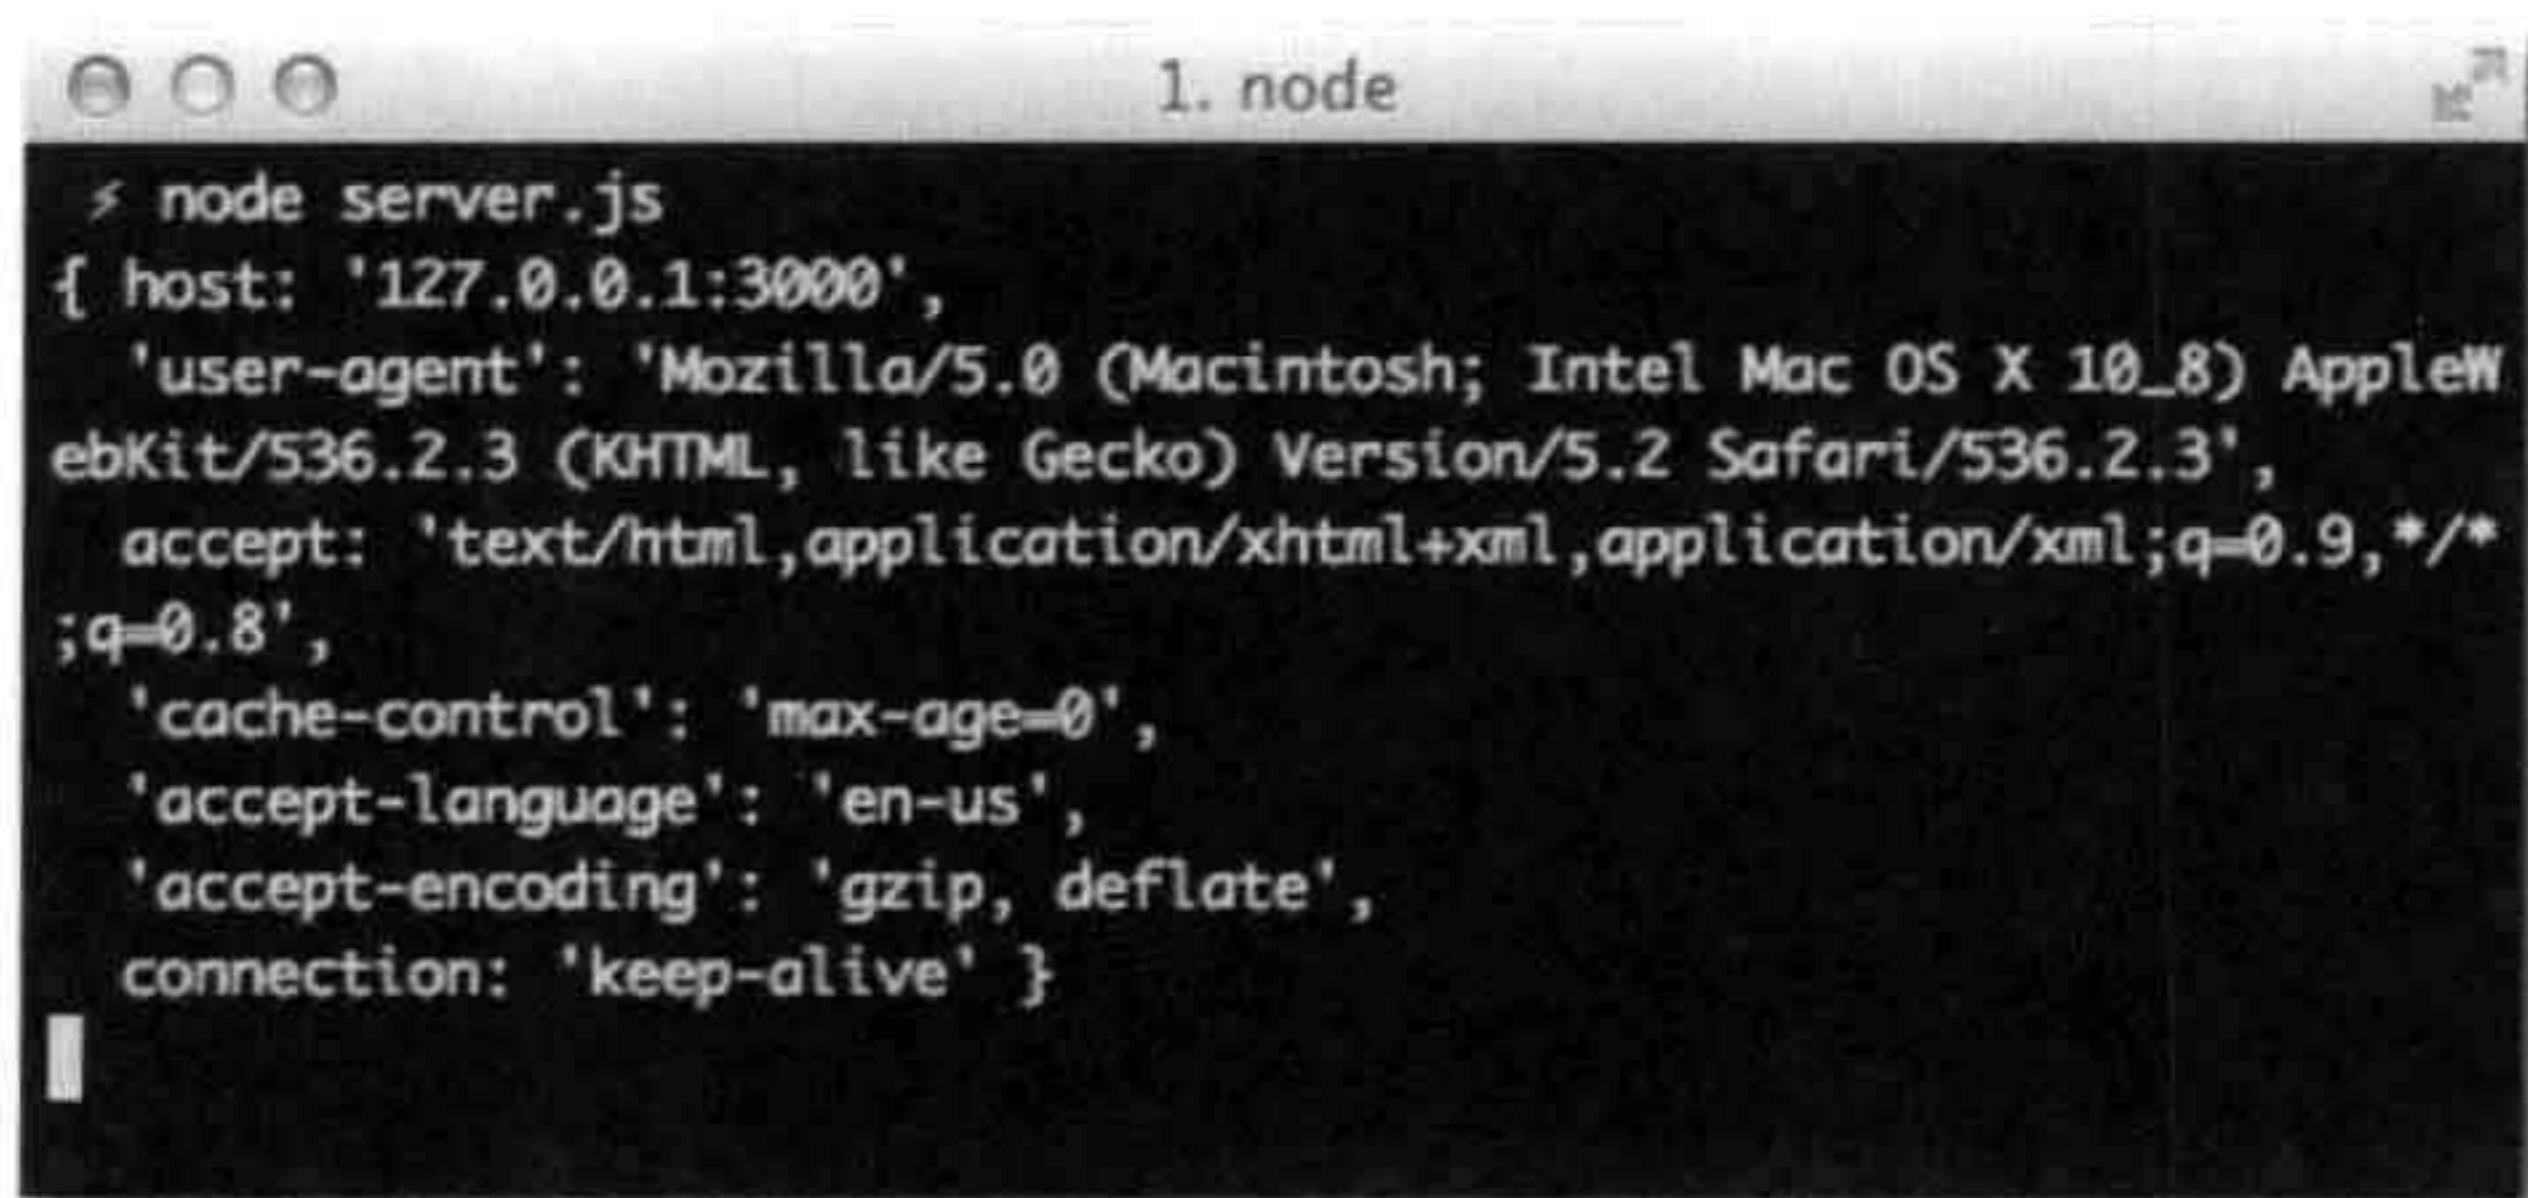 1. node
⚡ node server.js
{ host: '127.0.0.1:3000',
  'user-agent': 'Mozilla/5.0 (Macintosh; Intel Mac OS X 10_8) AppleW
ebKit/536.2.3 (KHTML, like Gecko) Version/5.2 Safari/536.2.3',
  accept: 'text/html,application/xhtml+xml,application/xml;q=0.9,*/*
;q=0.8',
  'cache-control': 'max-age=0',
  'accept-language': 'en-us',
  'accept-encoding': 'gzip, deflate',
  connection: 'keep-alive' }